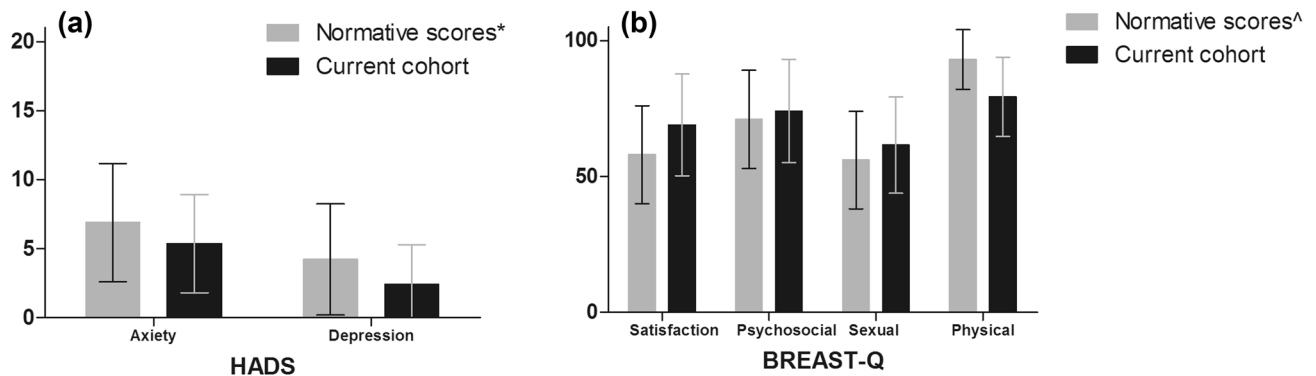 (a)
Normative scores*
Current cohort
20
15
10
5
0
Axiety
Depression
HADS
(b)
Normative scores^
Current cohort
100
50
0
Satisfaction
Psychosocial
Sexual
Physical
BREAST-Q